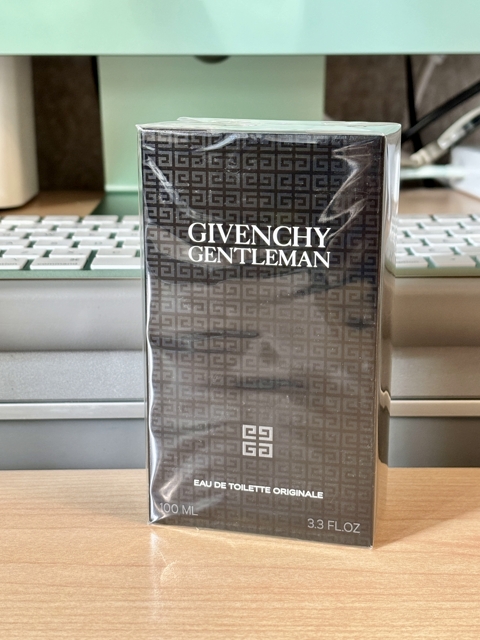 GIVENCHY
GENTLEMAN
EAU DE TOILETTE ORIGINALE
100 ML
3.3 FL.OZ